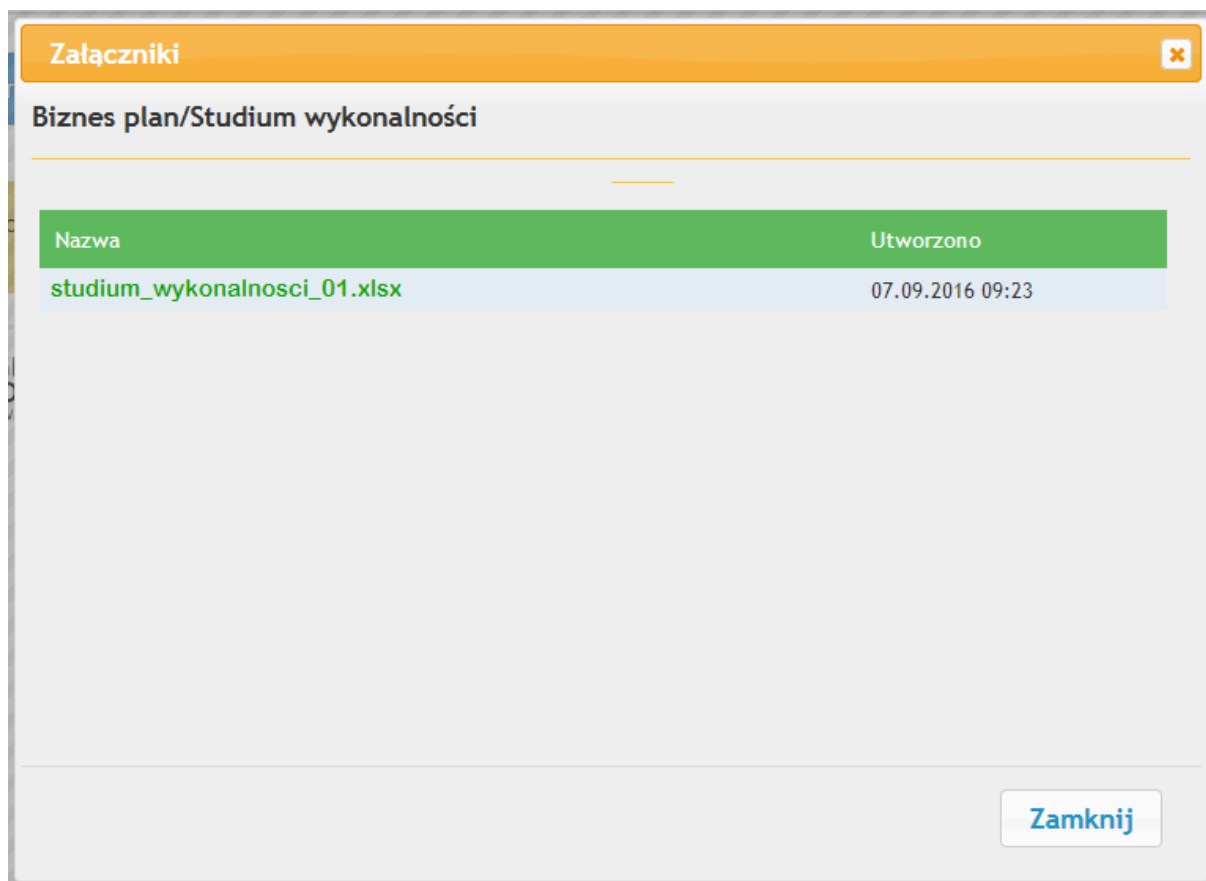 Załączniki
Biznes plan/Studium wykonalności
Nazwa Utworzono
studium_wykonalnosci_01.xlsx 07.09.2016 09:23
Zamknij